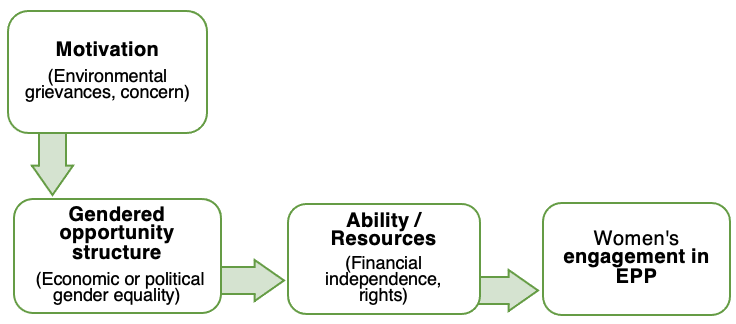 Motivation
(Environmental
grievances, concern)
Gendered
opportunity
structure
(Economic or political
gender equality)
Ability /
Resources
(Financial
independence,
rights)
Women's
engagement in
EPP